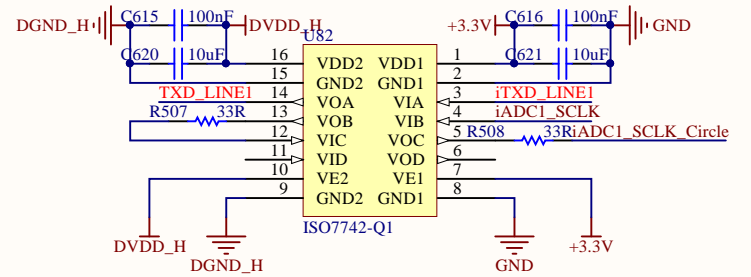 C615 100nF C616 100nF
DGND_H DVDD_H +3.3V GND
U82
C620 10uF C621 10uF
16 VDD2 VDD1 1
15 GND2 GND1 2
TXD_LINE1 14 VOA VIA 3 iTXD_LINE1
R507 33R 13 VOB VIB 4 iADC1_SCLK
12 VIC VOC 5 R508 33R iADC1_SCLK_Circle
11 VID VOD 6
10 VE2 VE1 7
9 GND2 GND1 8
ISO7742-Q1
DVDD_H +3.3V
DGND_H GND